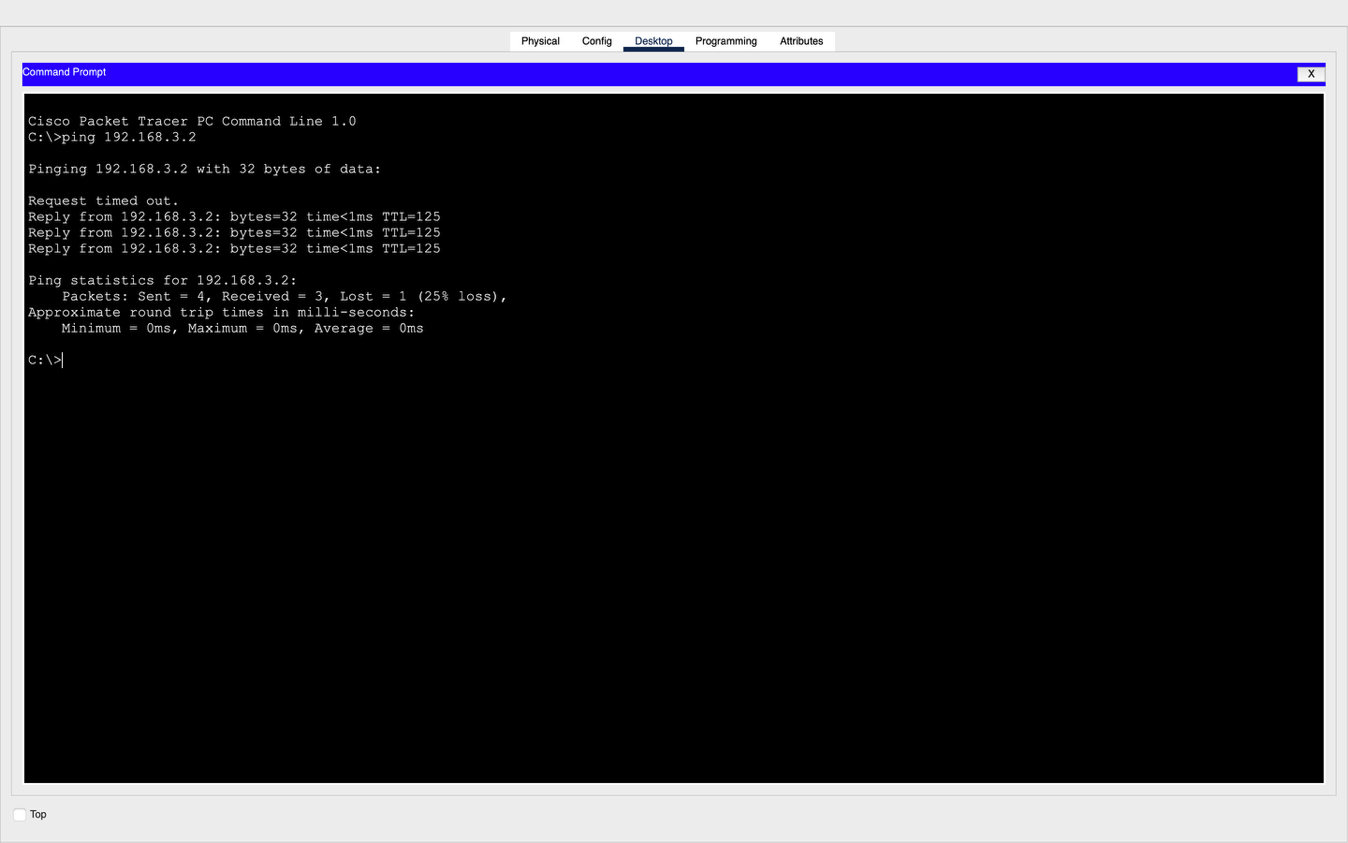 Physical Config Desktop Programming Attributes
Command Prompt X
Cisco Packet Tracer PC Command Line 1.0
C:\>ping 192.168.3.2
Pinging 192.168.3.2 with 32 bytes of data:
Request timed out.
Reply from 192.168.3.2: bytes=32 time<1ms TTL=125
Reply from 192.168.3.2: bytes=32 time<1ms TTL=125
Reply from 192.168.3.2: bytes=32 time<1ms TTL=125
Ping statistics for 192.168.3.2:
Packets: Sent = 4, Received = 3, Lost = 1 (25% loss),
Approximate round trip times in milli-seconds:
Minimum = 0ms, Maximum = 0ms, Average = 0ms
C:\>
Top